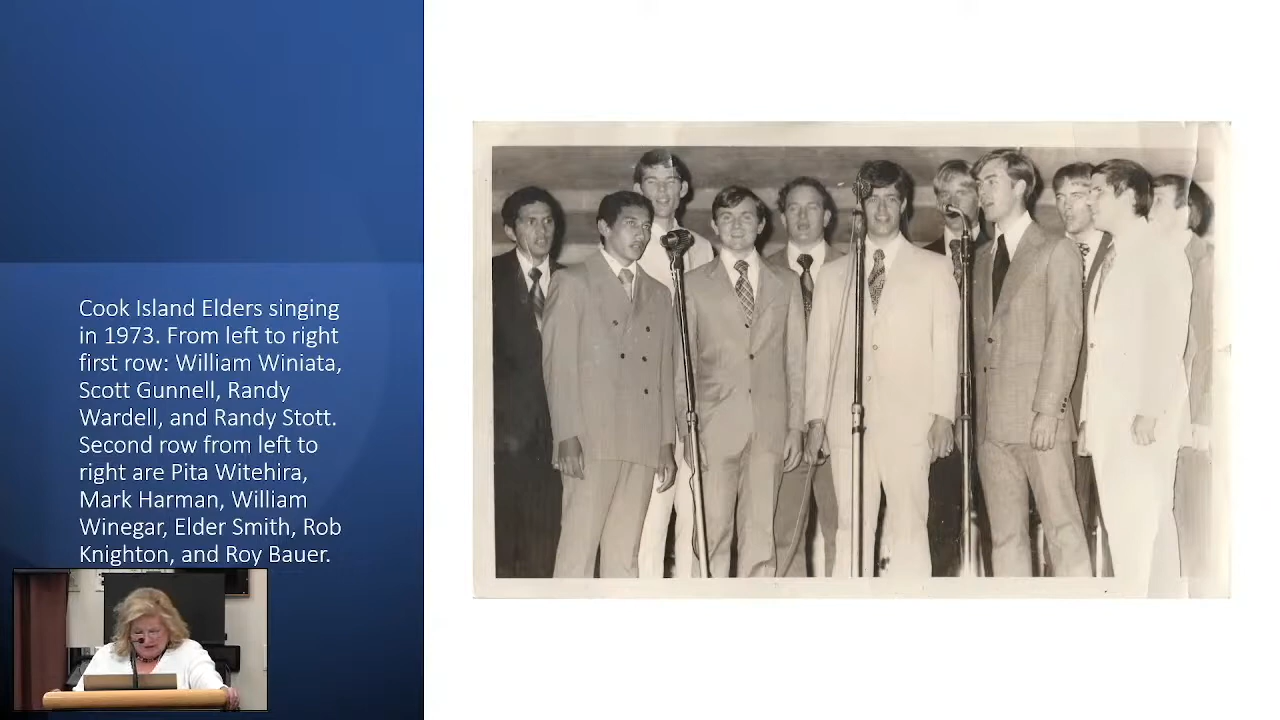 Cook Island Elders singing
in 1973. From left to right
first row: William Winiata,
Scott Gunnell, Randy
Wardell, and Randy Stott.
Second row from left to
right are Pita Witehira,
Mark Harman, William
Winegar, Elder Smith, Rob
Knighton, and Roy Bauer.